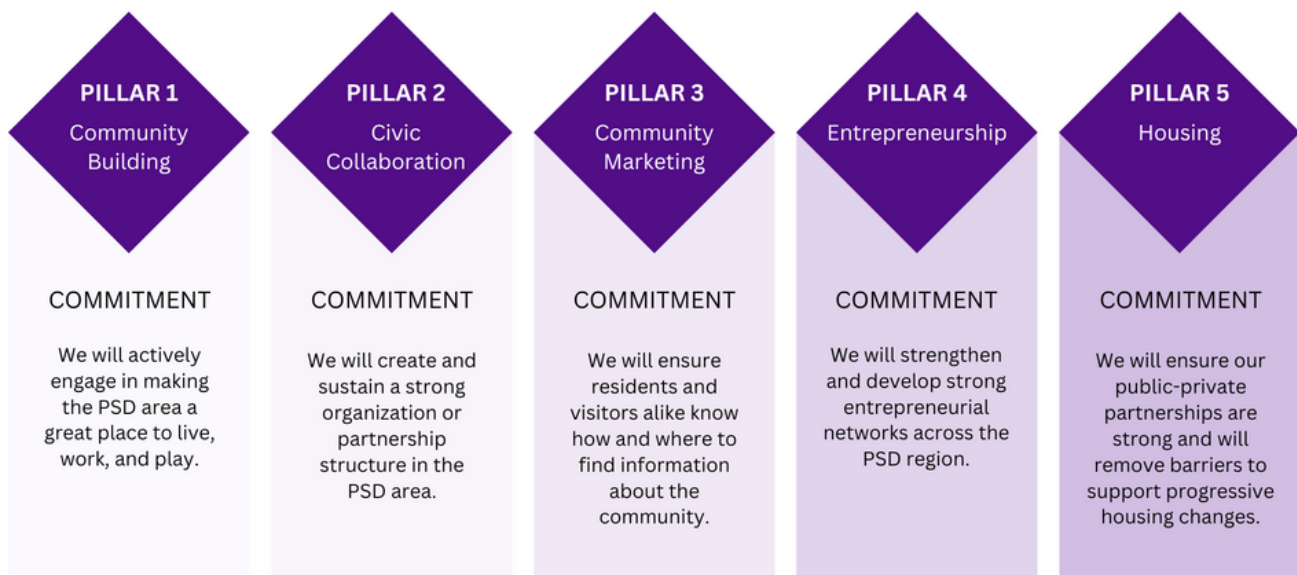 PILLAR 1
Community
Building
COMMITMENT
We will actively
engage in making
the PSD area a
great place to live,
work, and play.
PILLAR 2
Civic
Collaboration
COMMITMENT
We will create and
sustain a strong
organization or
partnership
structure in the
PSD area.
PILLAR 3
Community
Marketing
COMMITMENT
We will ensure
residents and
visitors alike know
how and where to
find information
about the
community.
PILLAR 4
Entrepreneurship
COMMITMENT
We will strengthen
and develop strong
entrepreneurial
networks across the
PSD region.
PILLAR 5
Housing
COMMITMENT
We will ensure our
public-private
partnerships are
strong and will
remove barriers to
support progressive
housing changes.